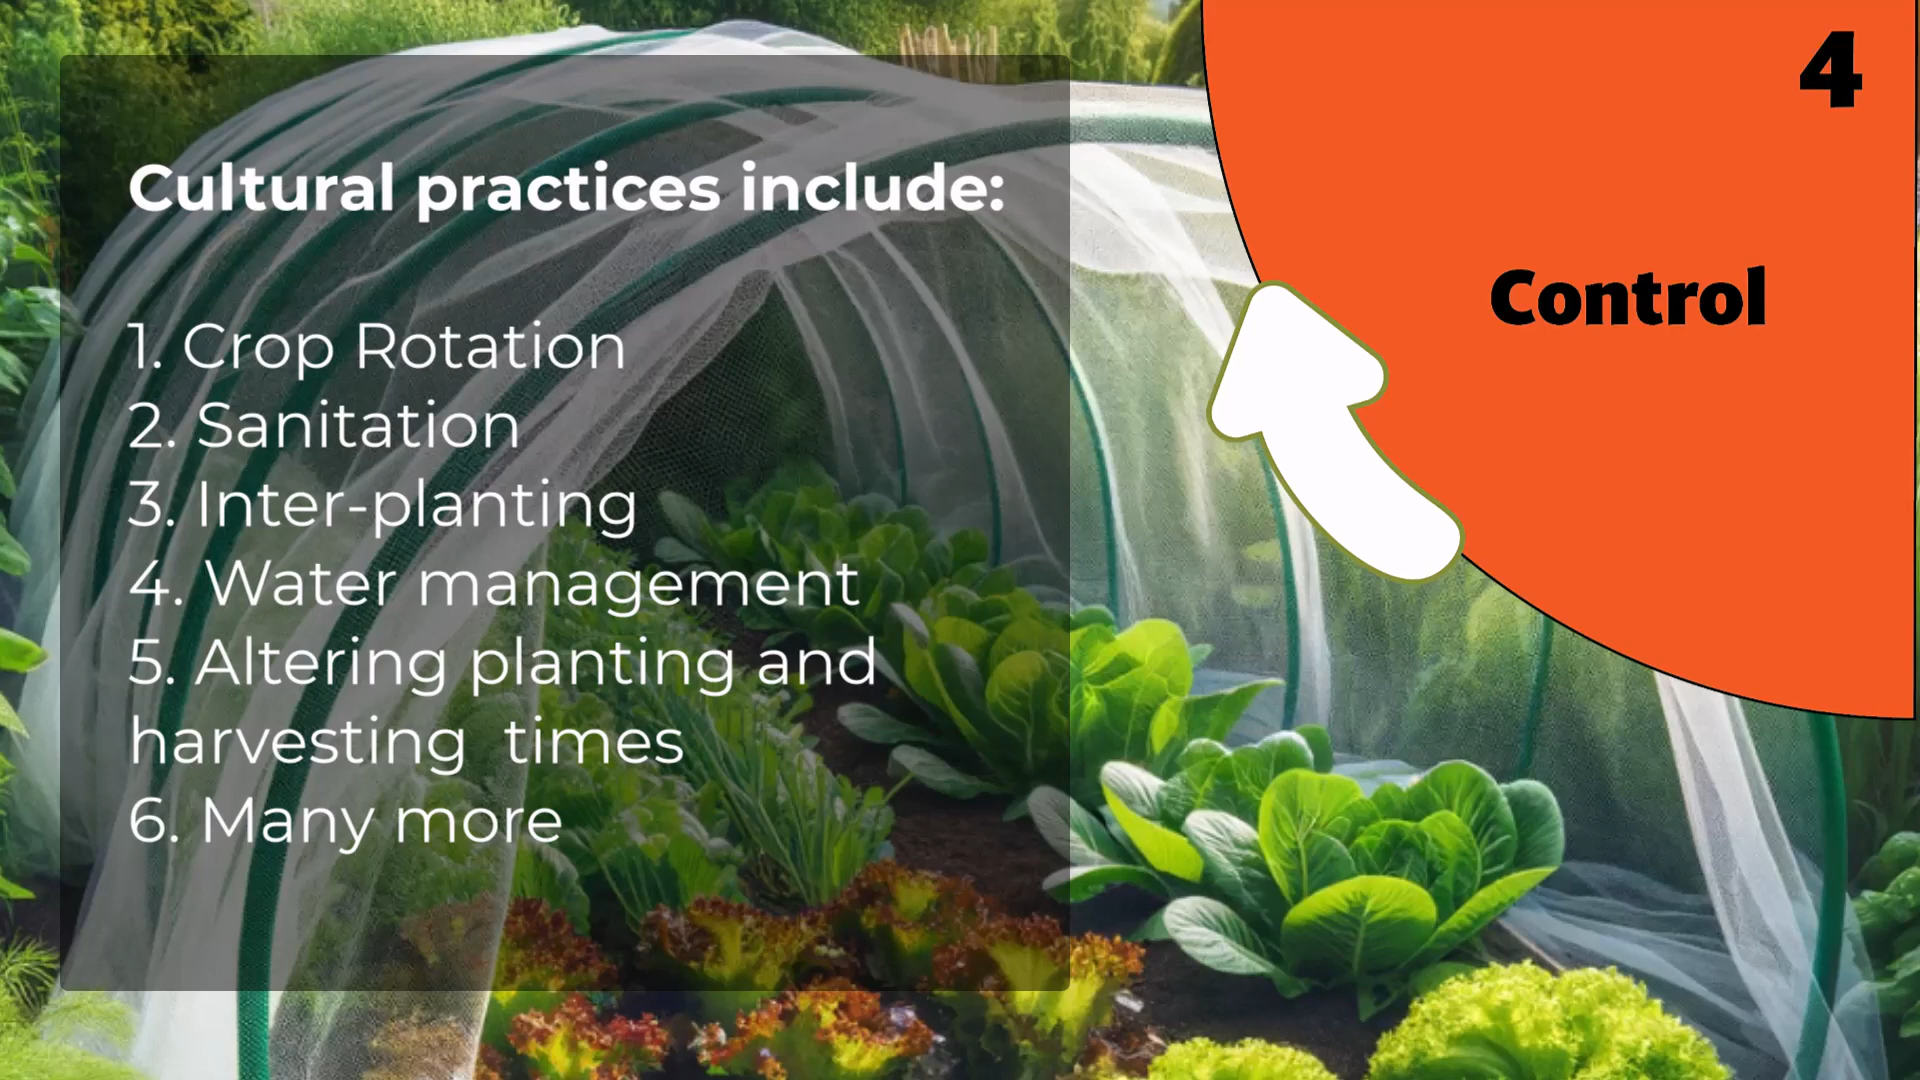 Cultural practices include:
1. Crop Rotation
2. Sanitation
3. Inter-planting
4. Water management
5. Altering planting and
harvesting  times
6. Many more
4
Control